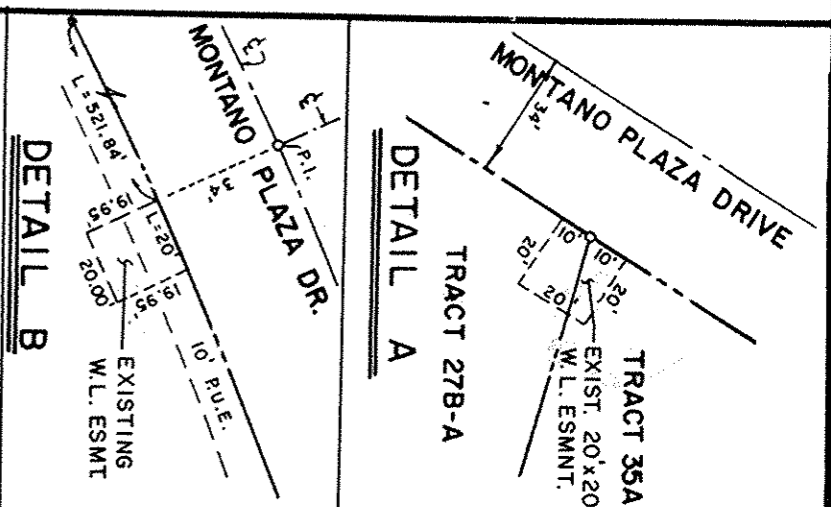 MONTANO PLAZA DRIVE
34'
10'
10'
20'
20'
20'
TRACT 35A
EXIST. 20'x20
W.L. ESMNT.
TRACT 27B-A
DETAIL A
P.I.
MONTANO PLAZA DR.
34'
L=521.84'
L=20'
19.95'
19.95'
20.00'
10' P.U.E.
EXISTING
W.L. ESMT
DETAIL B